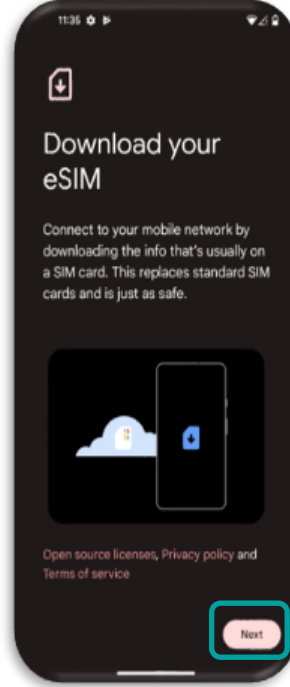 11:35
Download your
eSIM
Connect to your mobile network by
downloading the info that's usually on
a SIM card. This replaces standard SIM
cards and is just as safe.
Open source licenses, Privacy policy and
Terms of service
Next